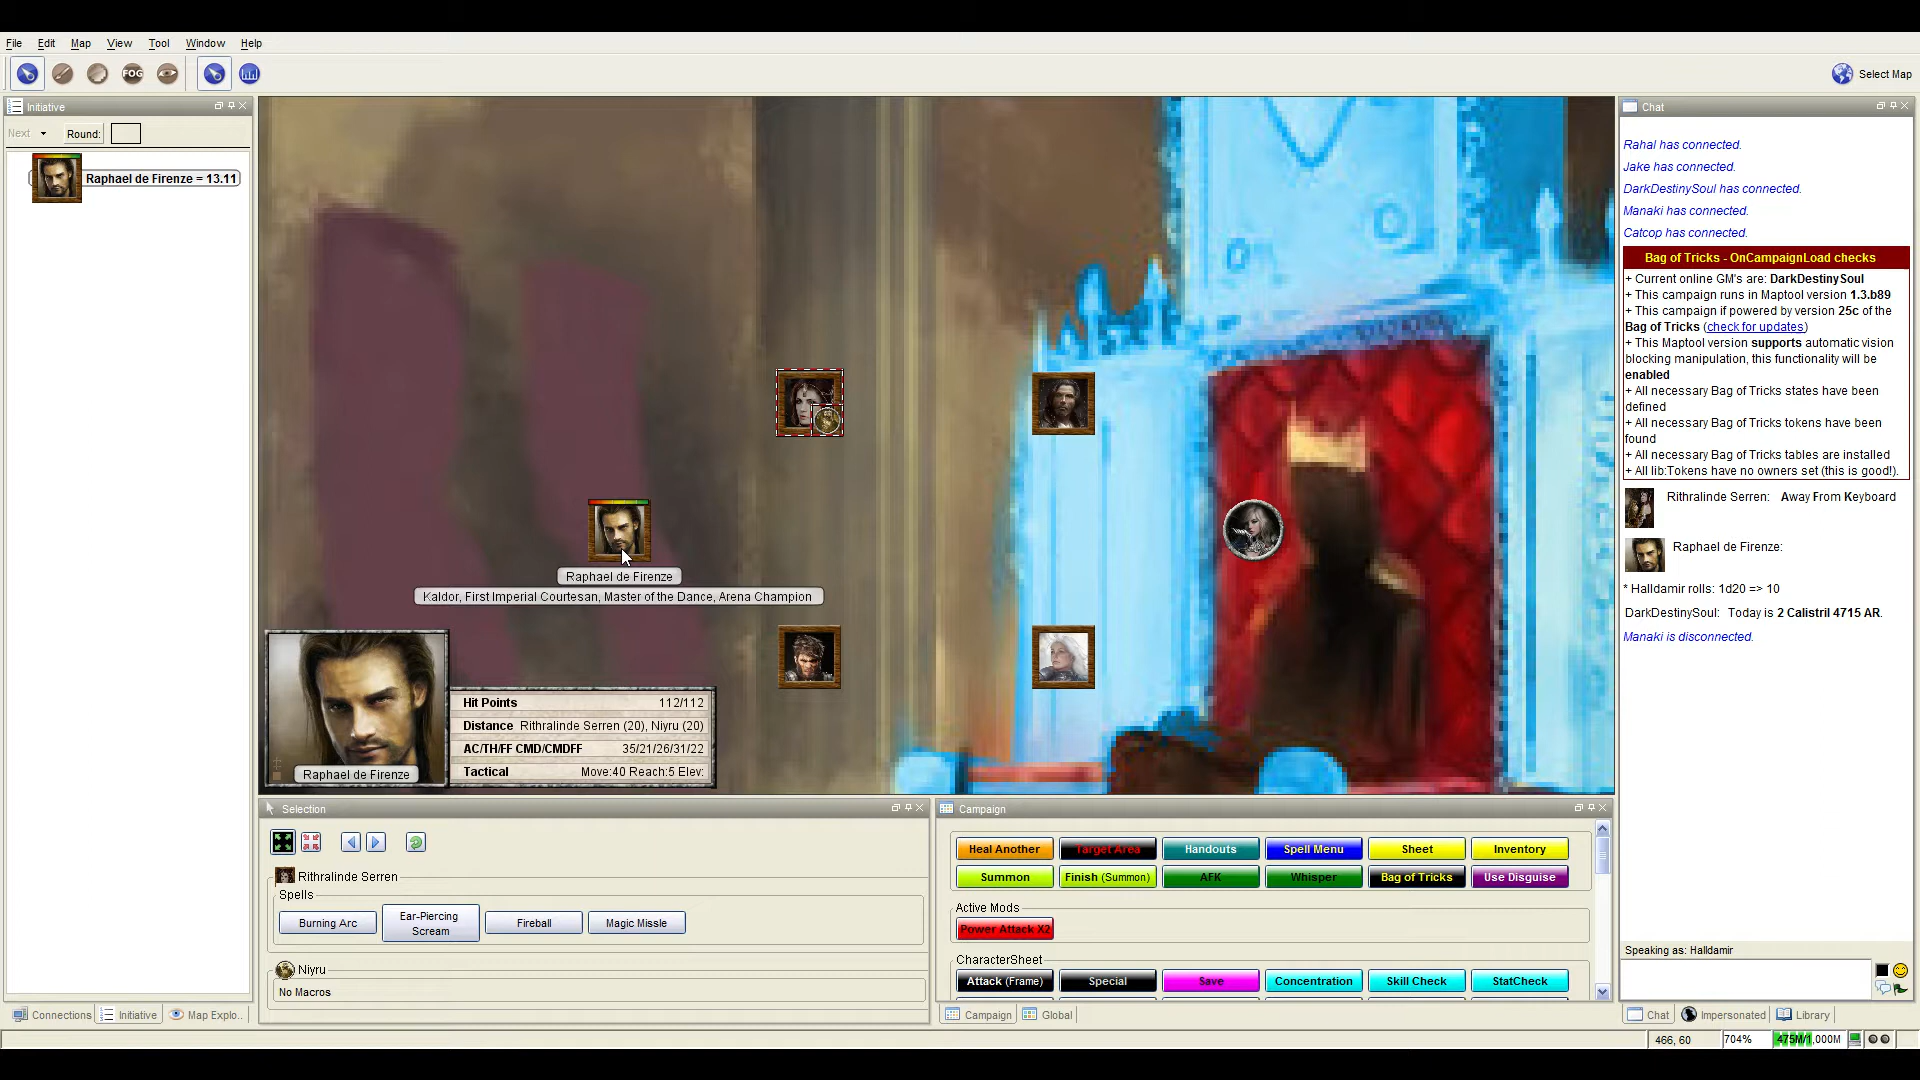 File Edit Map View Tool Window Help
FOG
Select Map
Initiative
Next Round:
Raphael de Firenze = 13.11
Raphael de Firenze
Kaldor, First Imperial Courtesan, Master of the Dance, Arena Champion
Raphael de Firenze
Hit Points 112/112
Distance Rithralinde Serren (20), Niyru (20)
AC/TH/FF CMD/CMDFF 35/21/26/31/22
Tactical Move:40 Reach:5 Elev:
Chat
Rahal has connected.
Jake has connected.
DarkDestinySoul has connected.
Manaki has connected.
Catcop has connected.
Bag of Tricks - OnCampaignLoad checks
+ Current online GM's are: DarkDestinySoul
+ This campaign runs in Maptool version 1.3.b89
+ This campaign if powered by version 25c of the
Bag of Tricks (check for updates)
+ This Maptool version supports automatic vision
blocking manipulation, this functionality will be
enabled
+ All necessary Bag of Tricks states have been
defined
+ All necessary Bag of Tricks tokens have been
found
+ All necessary Bag of Tricks tables are installed
+ All lib:Tokens have no owners set (this is good!).
Rithralinde Serren: Away From Keyboard
Raphael de Firenze:
* Halldamir rolls: 1d20 => 10
DarkDestinySoul: Today is 2 Calistril 4715 AR.
Manaki is disconnected.
Speaking as: Halldamir
Selection
Rithralinde Serren
Spells
Burning Arc
Ear-Piercing
Scream
Fireball
Magic Missle
Niyru
No Macros
Campaign
Heal Another Target Area Handouts Spell Menu Sheet Inventory
Summon Finish (Summon) AFK Whisper Bag of Tricks Use Disguise
Active Mods
Power Attack X2
CharacterSheet
Attack (Frame) Special Save Concentration Skill Check StatCheck
Connections Initiative Map Explo..
Campaign Global
Chat Impersonated Library
466, 60 704% 475M/1,000M